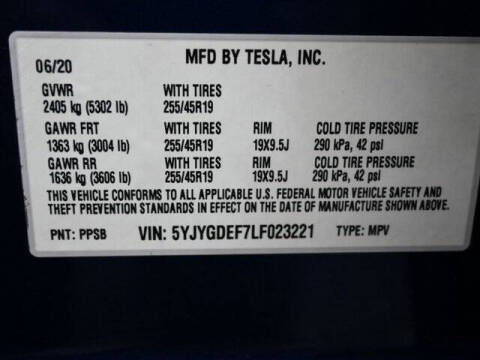 MFD BY TESLA, INC.
06/20
GVWR WITH TIRES
2405 kg (5302 lb) 255/45R19
GAWR FRT WITH TIRES RIM COLD TIRE PRESSURE
1363 kg (3004 lb) 255/45R19 19X9.5J 290 kPa, 42 psi
GAWR RR WITH TIRES RIM COLD TIRE PRESSURE
1636 kg (3606 lb) 255/45R19 19X9.5J 290 kPa, 42 psi
THIS VEHICLE CONFORMS TO ALL APPLICABLE U.S. FEDERAL MOTOR VEHICLE SAFETY AND
THEFT PREVENTION STANDARDS IN EFFECT ON THE DATE OF MANUFACTURE SHOWN ABOVE.
PNT: PPSB VIN: 5YJYGDEF7LF023221 TYPE: MPV